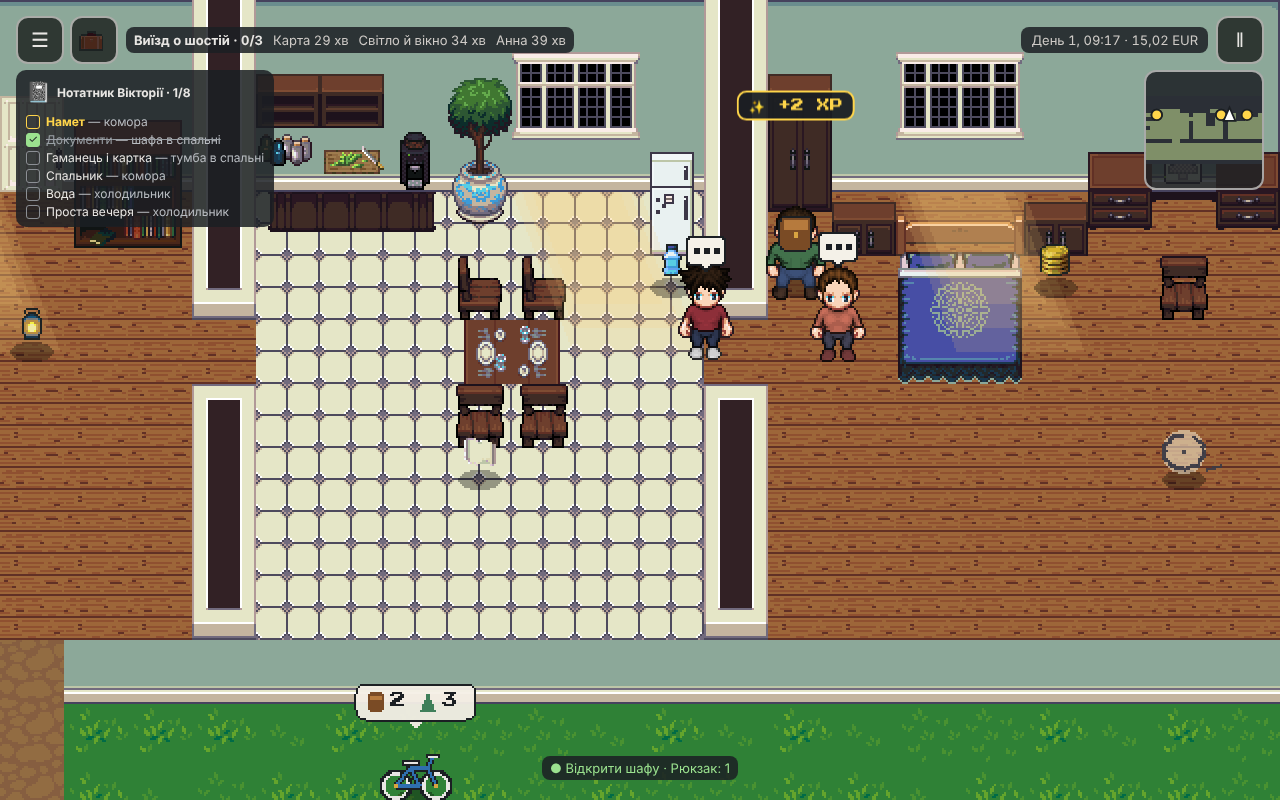 Виїзд о шостій · 0/3 Карта 29 хв Світло й вікно 34 хв Анна 39 хв
День 1, 09:17 · 15,02 EUR
Нотатник Вікторії · 1/8
Намет — комора
Документи — шафа в спальні
Гаманець і картка — тумба в спальні
Спальник — комора
Вода — холодильник
Проста вечеря — холодильник
+2 XP
2 3
Відкрити шафу · Рюкзак: 1